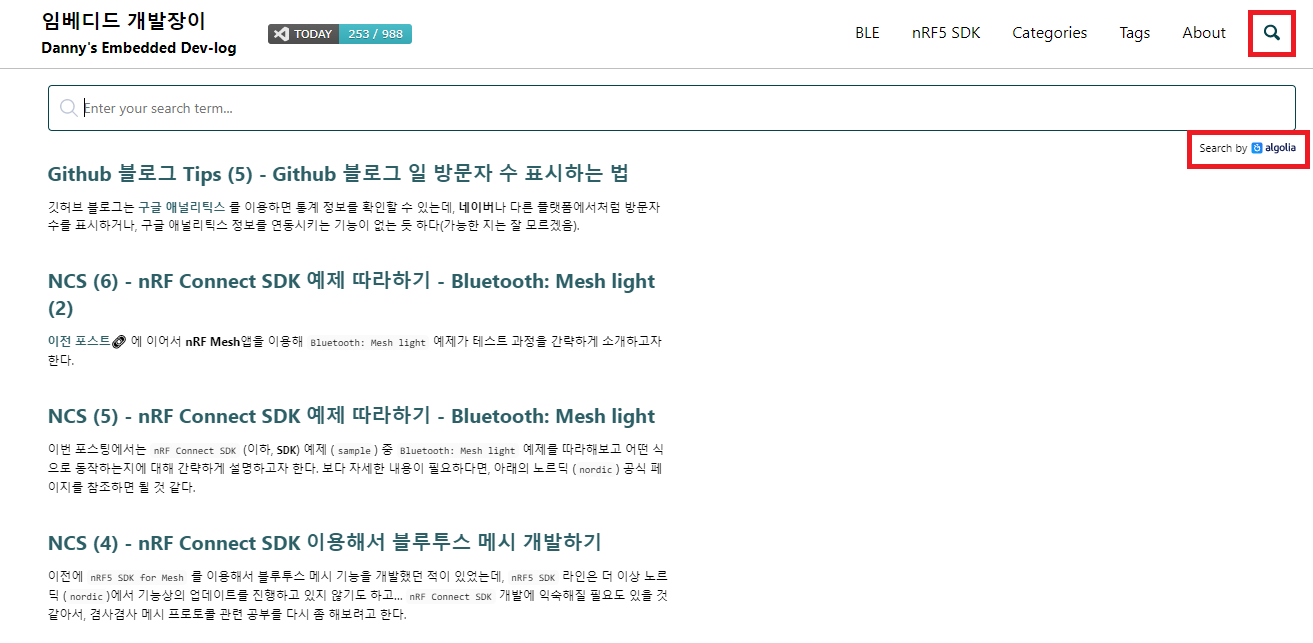 임베디드 개발장이
Danny's Embedded Dev-log
TODAY 253 / 988
BLE nRF5 SDK Categories Tags About
Enter your search term...
Search by algolia
Github 블로그 Tips (5) - Github 블로그 일 방문자 수 표시하는 법
깃허브 블로그는 구글 애널리틱스 를 이용하면 통계 정보를 확인할 수 있는데, 네이버나 다른 플랫폼에서처럼 방문자
수를 표시하거나, 구글 애널리틱스 정보를 연동시키는 기능이 없는 듯 하다(가능한 지는 잘 모르겠음).
NCS (6) - nRF Connect SDK 예제 따라하기 - Bluetooth: Mesh light
(2)
이전 포스트 에 이어서 nRF Mesh앱을 이용해 Bluetooth: Mesh light 예제가 테스트 과정을 간략하게 소개하고자
한다.
NCS (5) - nRF Connect SDK 예제 따라하기 - Bluetooth: Mesh light
이번 포스팅에서는 nRF Connect SDK (이하, SDK) 예제 ( sample ) 중 Bluetooth: Mesh light 예제를 따라해보고 어떤 식
으로 동작하는지에 대해 간략하게 설명하고자 한다. 보다 자세한 내용이 필요하다면, 아래의 노르딕 ( nordic ) 공식 페
이지를 참조하면 될 것 같다.
NCS (4) - nRF Connect SDK 이용해서 블루투스 메시 개발하기
이전에 nRF5 SDK for Mesh 를 이용해서 블루투스 메시 기능을 개발했던 적이 있었는데, nRF5 SDK 라인은 더 이상 노르
딕 ( nordic )에서 기능상의 업데이트를 진행하고 있지 않기도 하고... nRF Connect SDK 개발에 익숙해질 필요도 있을 것
같아서, 겸사겸사 메시 프로토콜 관련 공부를 다시 좀 해보려고 한다.